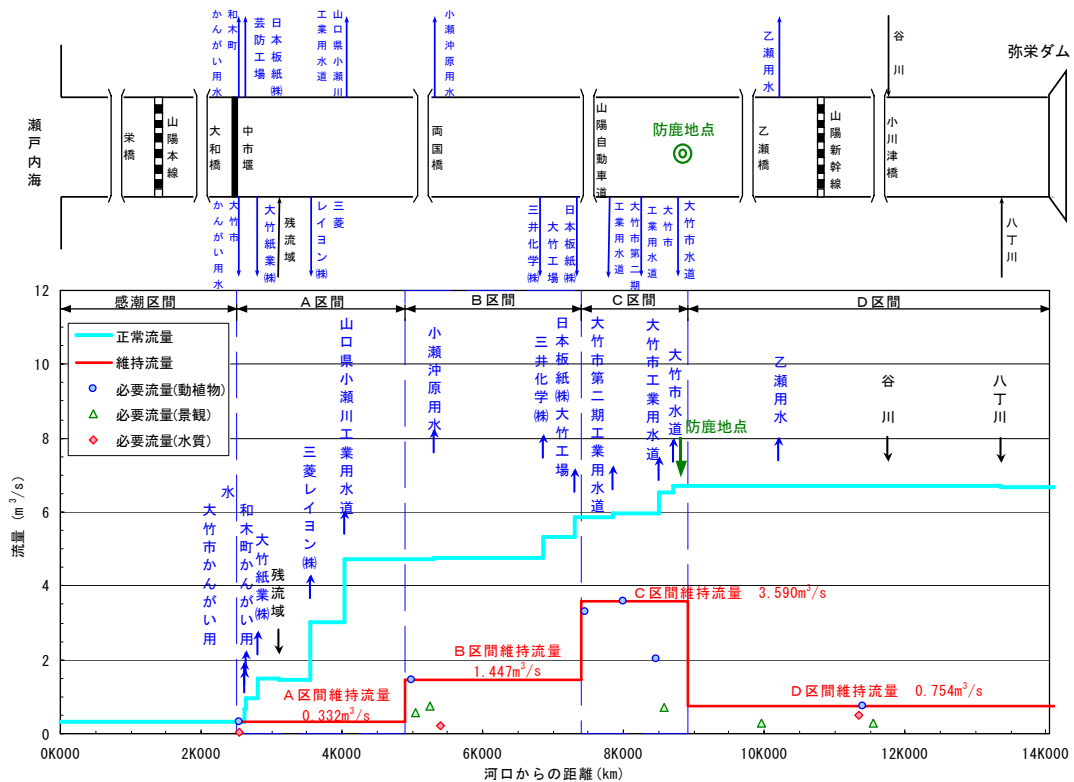 和木町
かんがい用水
日本板紙㈱
芸防工場
山口県小瀬川
工業用水道
小瀬沖原用水
乙瀬用水
谷川
弥栄ダム
瀬戸内海
栄橋
山陽本線
大和橋
中市堰
両国橋
山陽自動車道
防鹿地点
乙瀬橋
山陽新幹線
小川津橋
大竹市
かんがい用水
大竹紙業㈱
残流域
三菱
レイヨン㈱
三井化学㈱
日本板紙㈱
大竹工場
大竹市第二期
工業用水道
大竹市
工業用水道
大竹市水道
八丁川
12
10
8
6
4
2
0
流量 (m³/s)
感潮区間
A区間
B区間
C区間
D区間
正常流量
維持流量
必要流量(動植物)
必要流量(景観)
必要流量(水質)
大竹市かんがい用
水
和木町かんがい用水
大竹紙業㈱
残流域
三菱レイヨン㈱
山口県小瀬川工業用水道
小瀬沖原用水
三井化学㈱
日本板紙㈱大竹工場
大竹市第二期工業用水道
大竹市工業用水道
大竹市水道
防鹿地点
乙瀬用水
谷川
八丁川
A区間維持流量
0.332m³/s
B区間維持流量
1.447m³/s
C区間維持流量 3.590m³/s
D区間維持流量 0.754m³/s
0K000
2K000
4K000
6K000
8K000
10K000
12K000
14K000
河口からの距離(km)